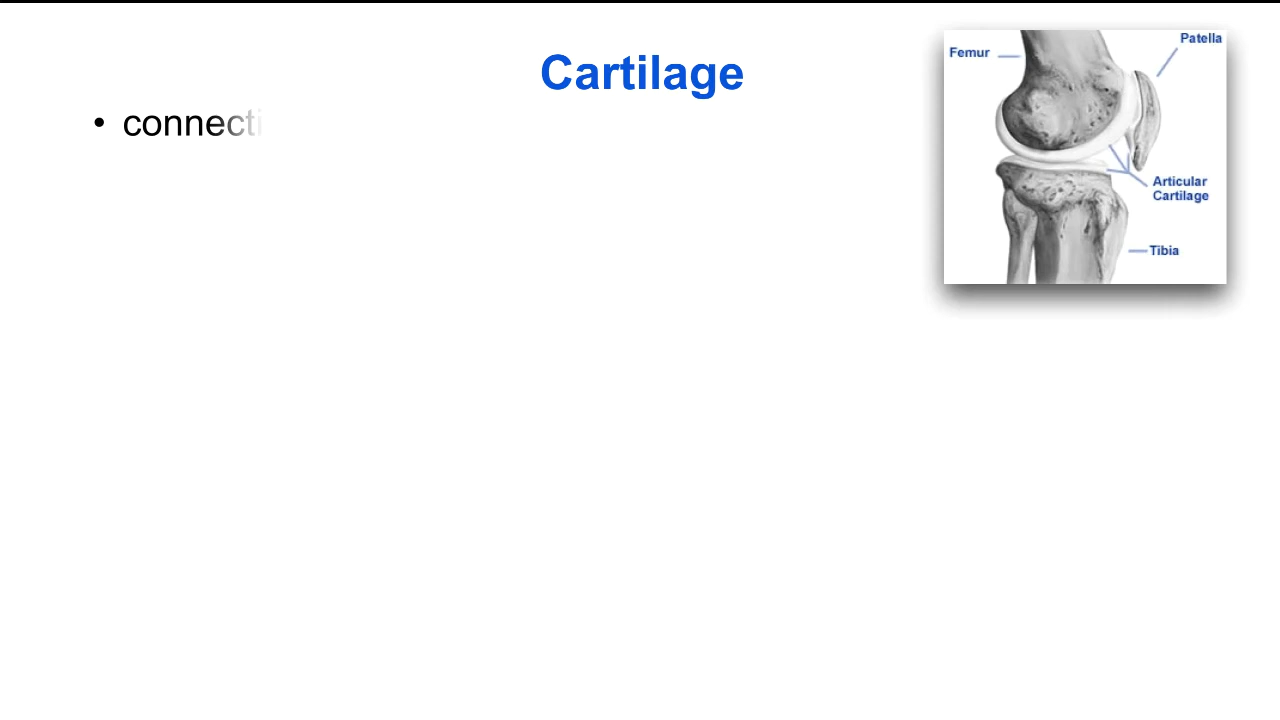 Cartilage
• connecti
Femur
Patella
Articular
Cartilage
Tibia